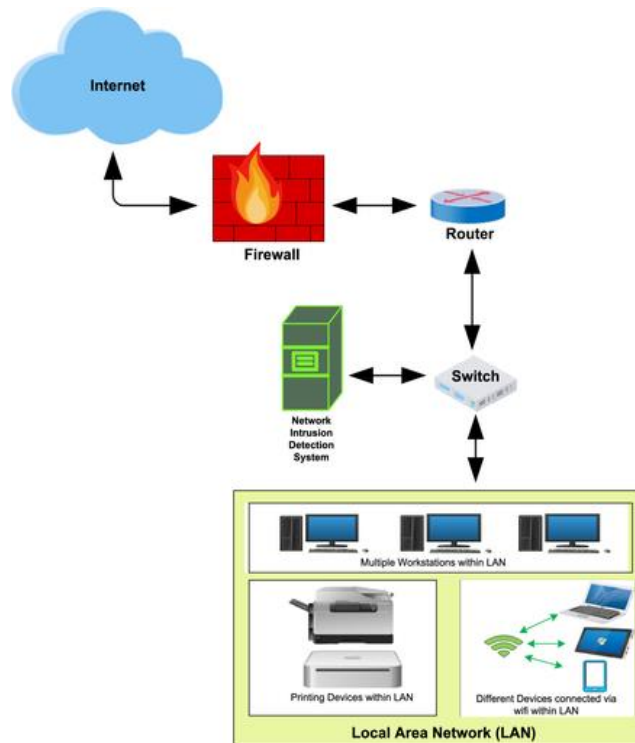 Internet
Firewall
Router
Switch
Network
Intrusion
Detection
System
Multiple Workstations within LAN
Printing Devices within LAN
Different Devices connected via
wifi within LAN
Local Area Network (LAN)